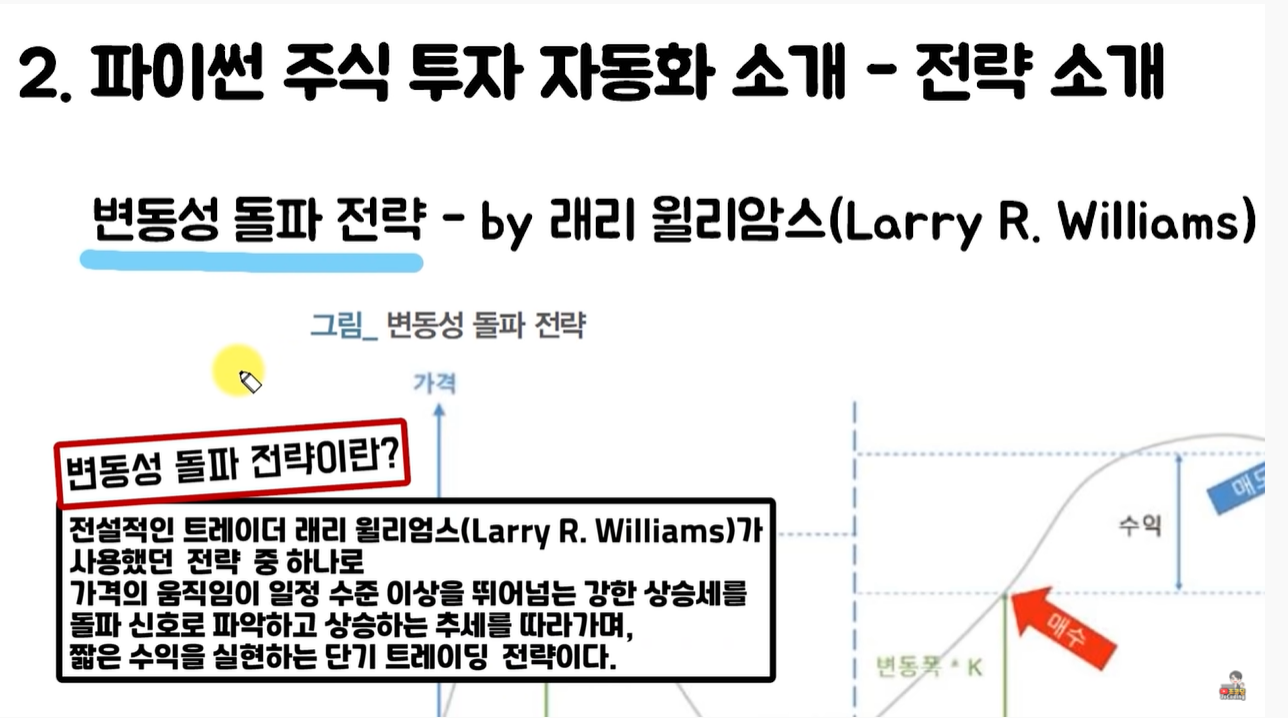 2. 파이썬 주식 투자 자동화 소개 - 전략 소개
변동성 돌파 전략 - by 래리 윌리암스(Larry R. Williams)
그림_ 변동성 돌파 전략
가격
변동성 돌파 전략이란?
전설적인 트레이더 래리 윌리엄스(Larry R. Williams)가
사용했던 전략 중 하나로
가격의 움직임이 일정 수준 이상을 뛰어넘는 강한 상승세를
돌파 신호로 파악하고 상승하는 추세를 따라가며,
짧은 수익을 실현하는 단기 트레이딩 전략이다.
수익
매수
변동폭 * K